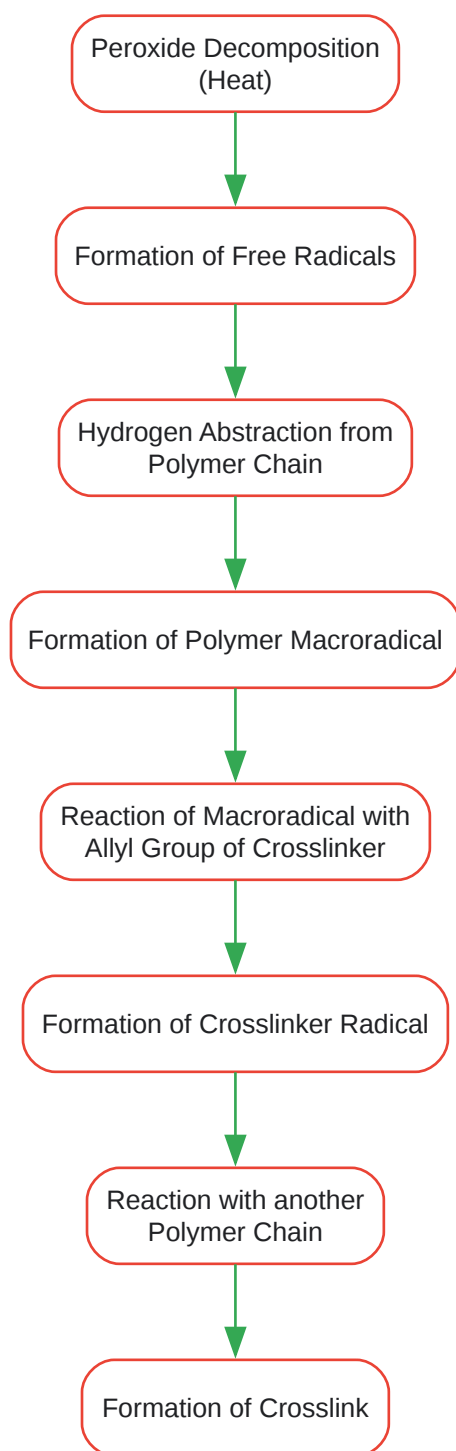 Peroxide Decomposition
(Heat)
Formation of Free Radicals
Hydrogen Abstraction from
Polymer Chain
Formation of Polymer Macroradical
Reaction of Macroradical with
Allyl Group of Crosslinker
Formation of Crosslinker Radical
Reaction with another
Polymer Chain
Formation of Crosslink